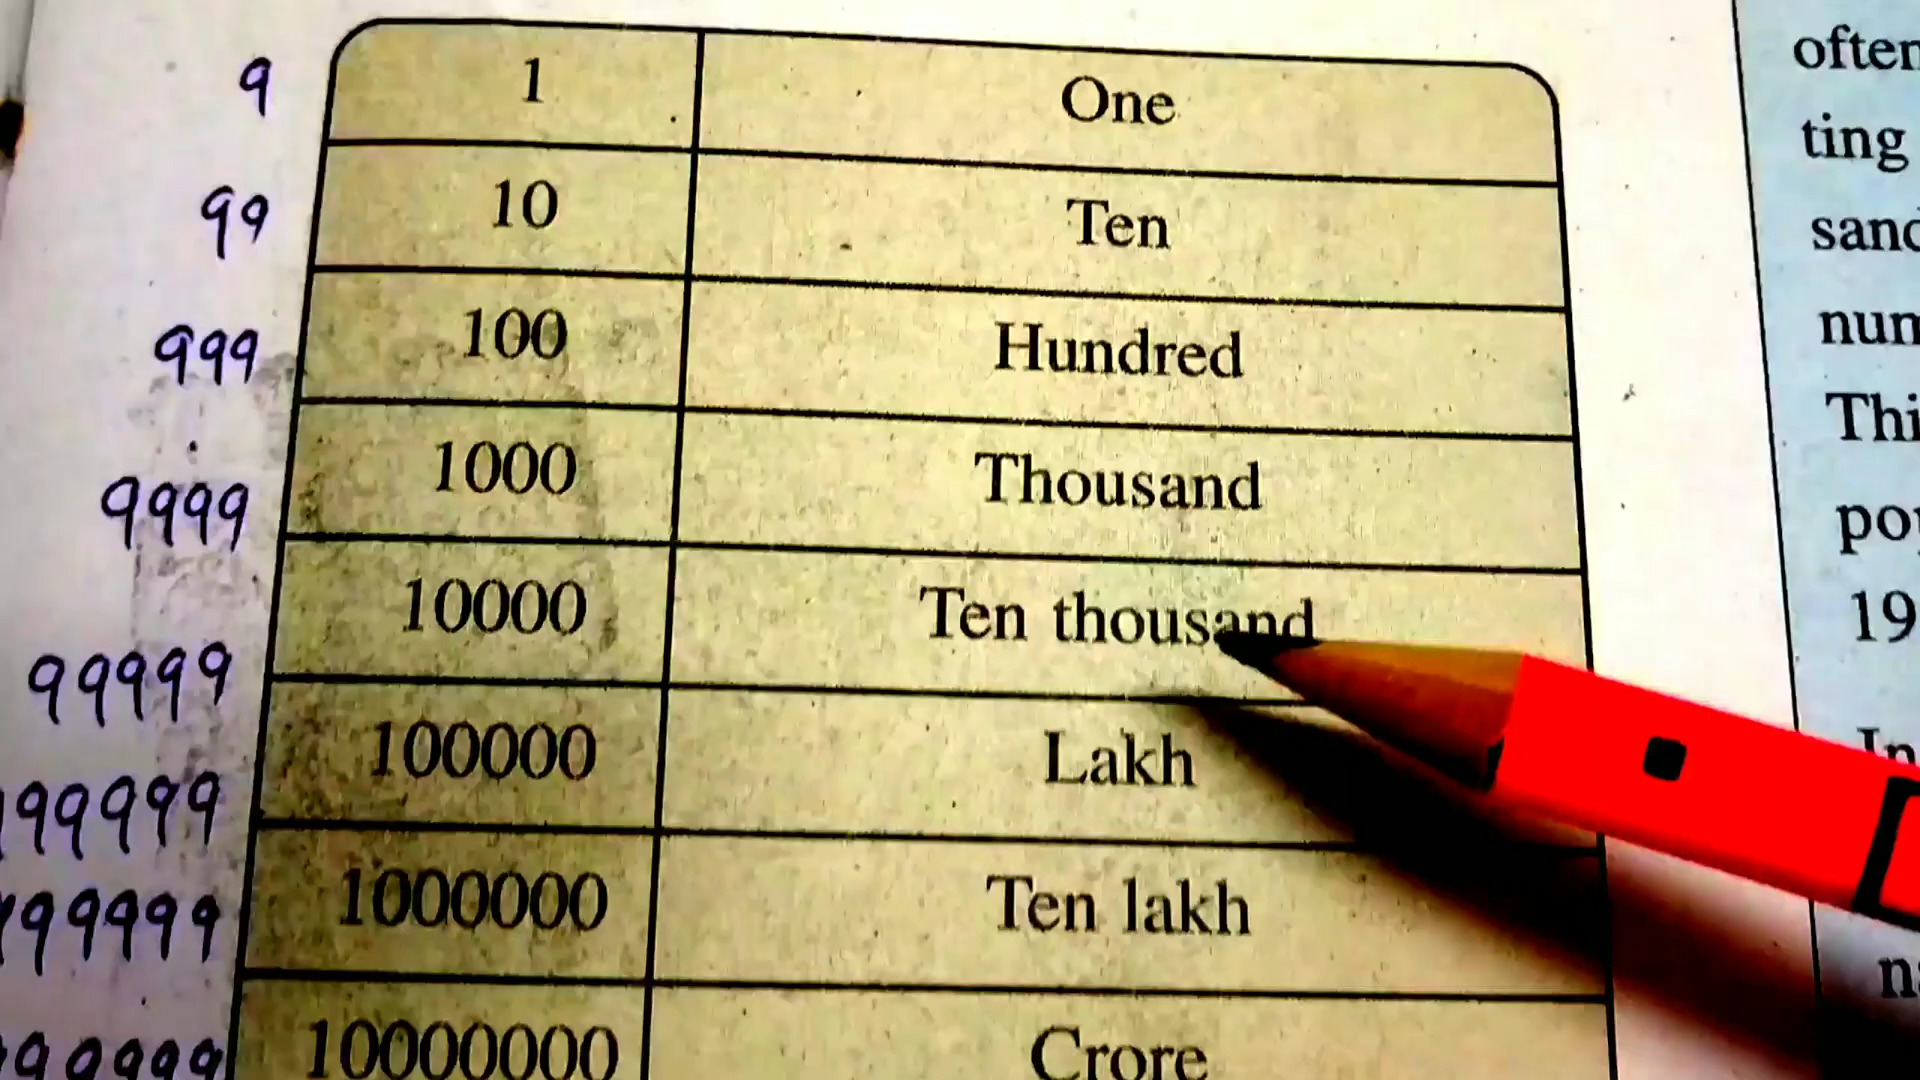 9 1 One
99 10 Ten
999 100 Hundred
9999 1000 Thousand
10000 Ten thousand
99999
100000 Lakh
1000000 Ten lakh
10000000 Crore
often
ting
19